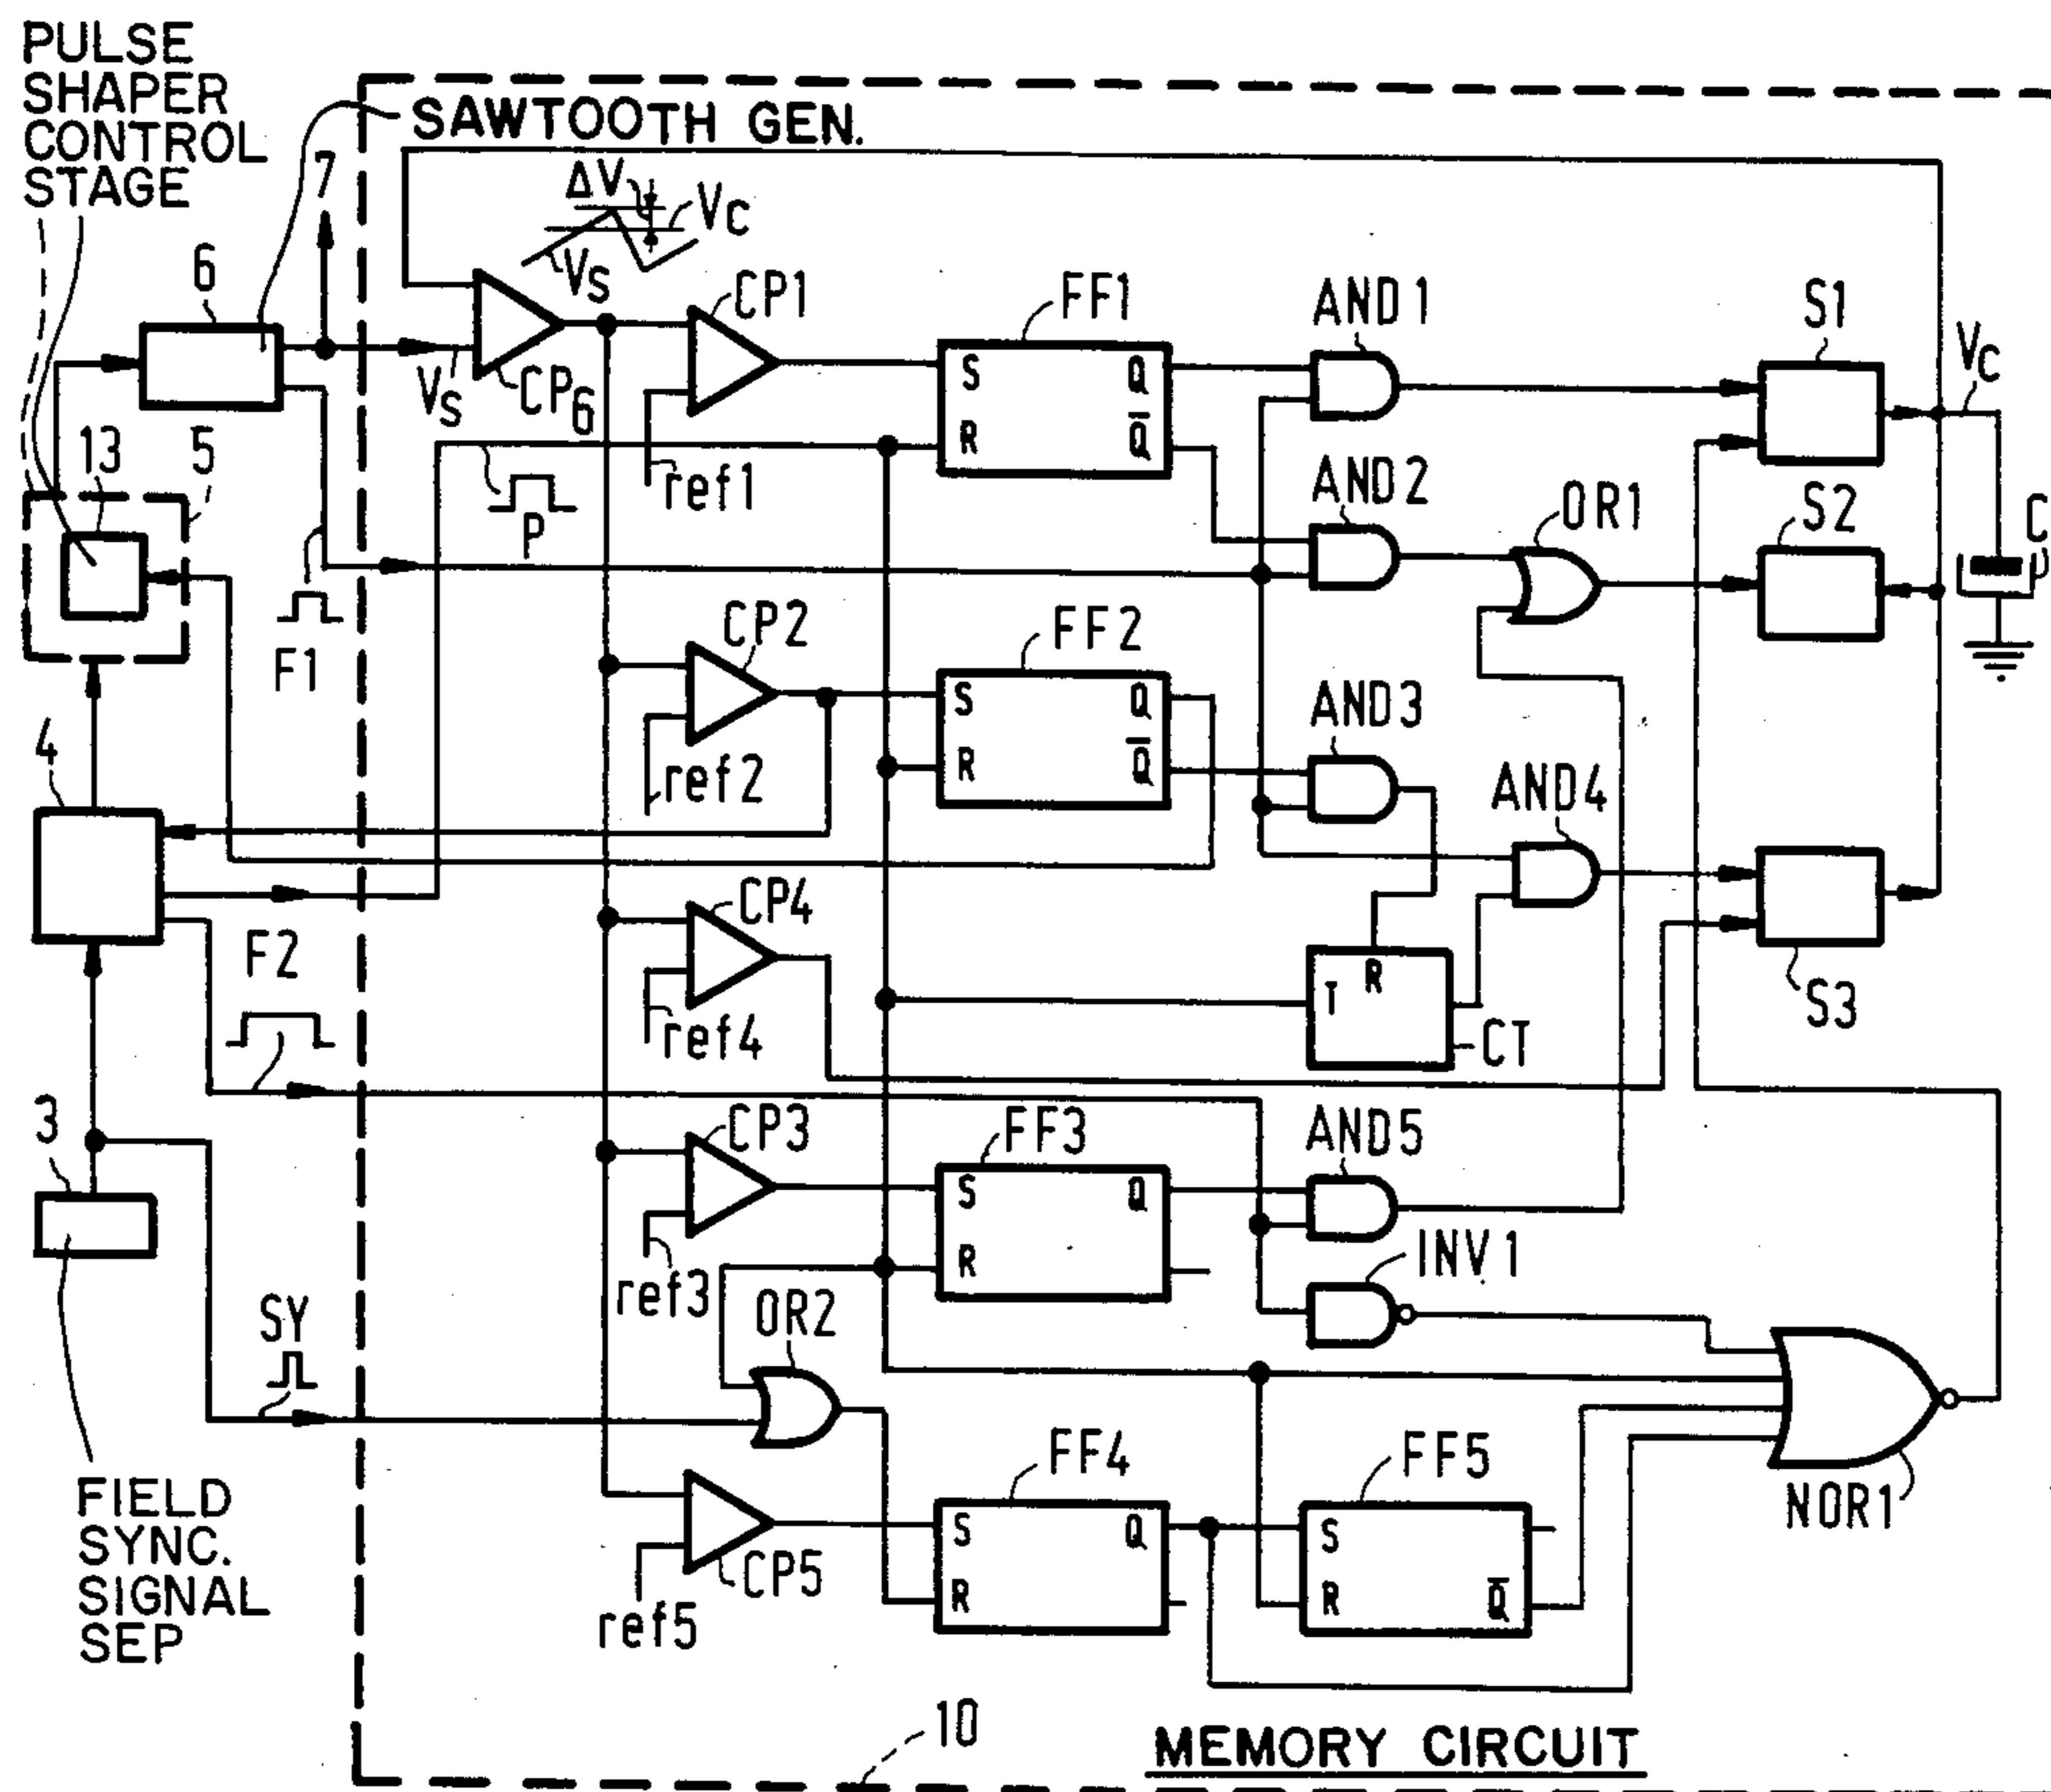 PULSE
SHAPER
CONTROL
STAGE
SAWTOOTH GEN.
7
ΔV
VC
VS
6
CP1
FF1
AND1
S1
VC
VS
CP6
S
Q
R
Q̄
13
5
ref1
P
AND2
OR1
S2
C
F1
CP2
FF2
AND3
S
Q
R
Q̄
4
ref2
AND4
CP4
F2
ref4
T
R
CT
S3
3
CP3
FF3
AND5
S
Q
R
INV1
ref3
SY
OR2
FF4
FF5
NOR1
S
Q
R
S
R
Q̄
CP5
ref5
FIELD
SYNC.
SIGNAL
SEP
10
MEMORY CIRCUIT